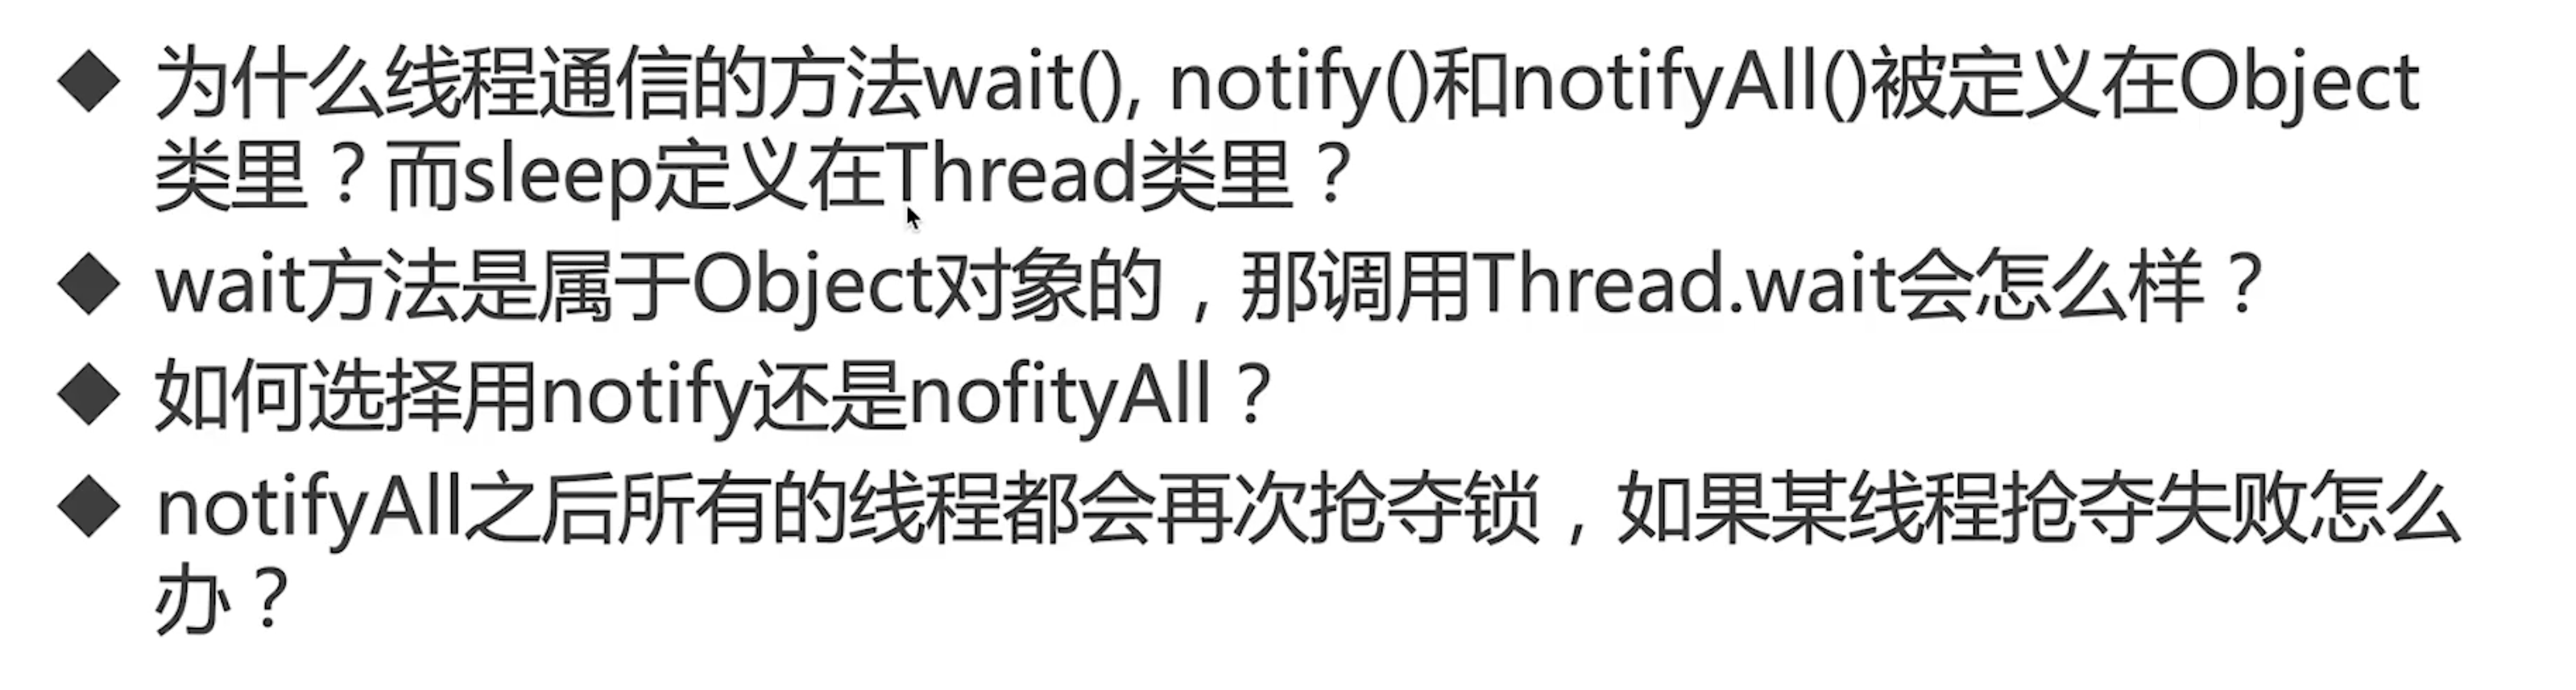 ◆ 为什么线程通信的方法wait(), notify()和notifyAll()被定义在Object
类里？而sleep定义在Thread类里？
◆ wait方法是属于Object对象的，那调用Thread.wait会怎么样？
◆ 如何选择用notify还是nofityAll？
◆ notifyAll之后所有的线程都会再次抢夺锁，如果某线程抢夺失败怎么
办？